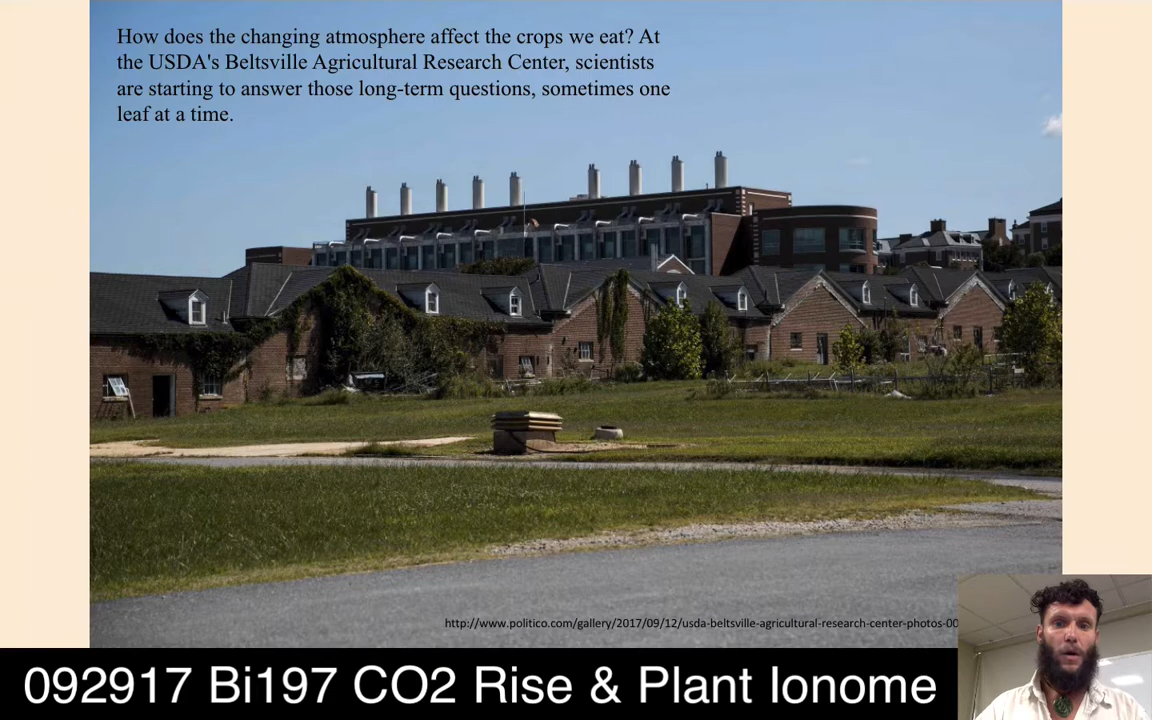 How does the changing atmosphere affect the crops we eat? At
the USDA's Beltsville Agricultural Research Center, scientists
are starting to answer those long-term questions, sometimes one
leaf at a time.
http://www.politico.com/gallery/2017/09/12/usda-beltsville-agricultural-research-center-photos-00
092917 Bi197 CO2 Rise & Plant Ionome